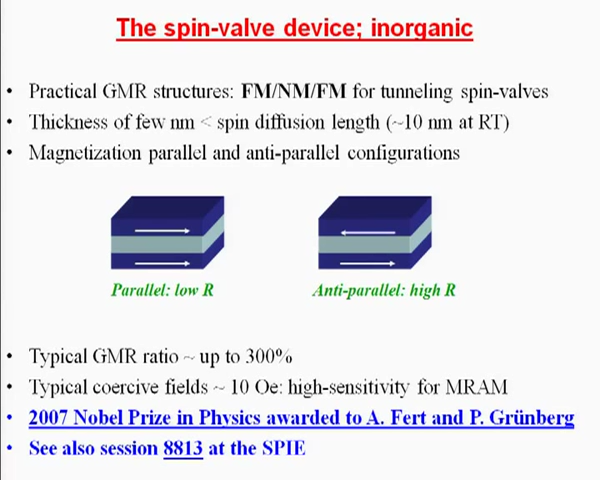 The spin-valve device; inorganic
• Practical GMR structures: FM/NM/FM for tunneling spin-valves
• Thickness of few nm < spin diffusion length (~10 nm at RT)
• Magnetization parallel and anti-parallel configurations
Parallel: low R
Anti-parallel: high R
• Typical GMR ratio ~ up to 300%
• Typical coercive fields ~ 10 Oe: high-sensitivity for MRAM
• 2007 Nobel Prize in Physics awarded to A. Fert and P. Grünberg
• See also session 8813 at the SPIE